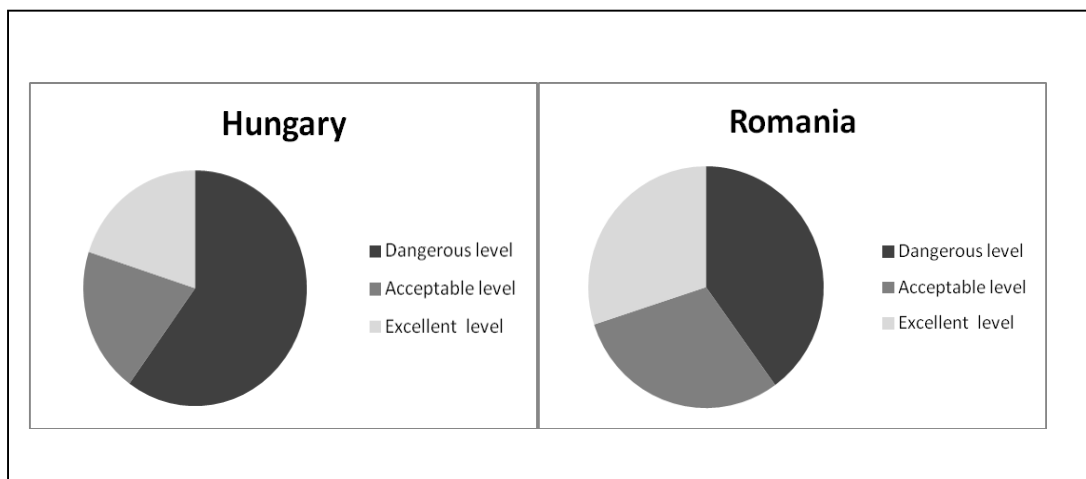 Hungary
Dangerous level
Acceptable level
Excellent level
Romania
Dangerous level
Acceptable level
Excellent level